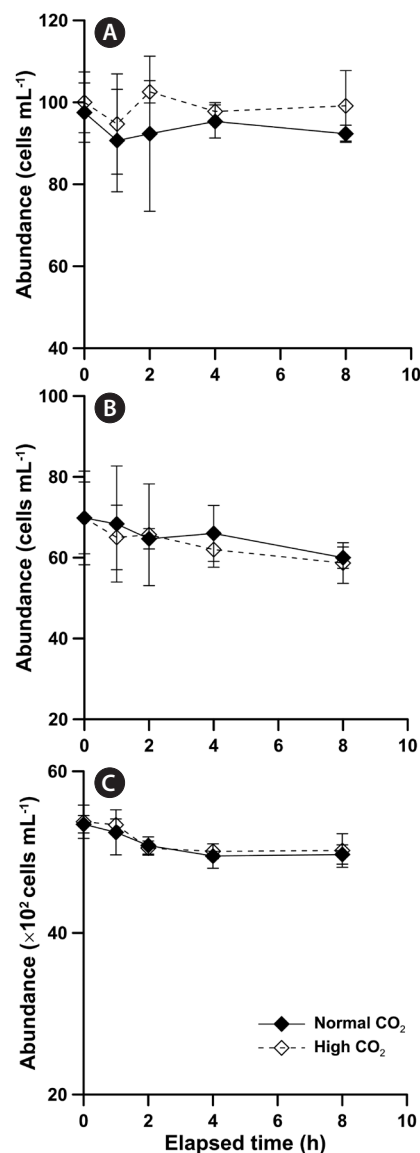 A
120
100
80
60
40
Abundance (cells mL⁻¹)
0 2 4 6 8 10
B
100
80
60
40
20
Abundance (cells mL⁻¹)
0 2 4 6 8 10
C
60
40
20
Abundance (×10² cells mL⁻¹)
Normal CO₂
High CO₂
0 2 4 6 8 10
Elapsed time (h)